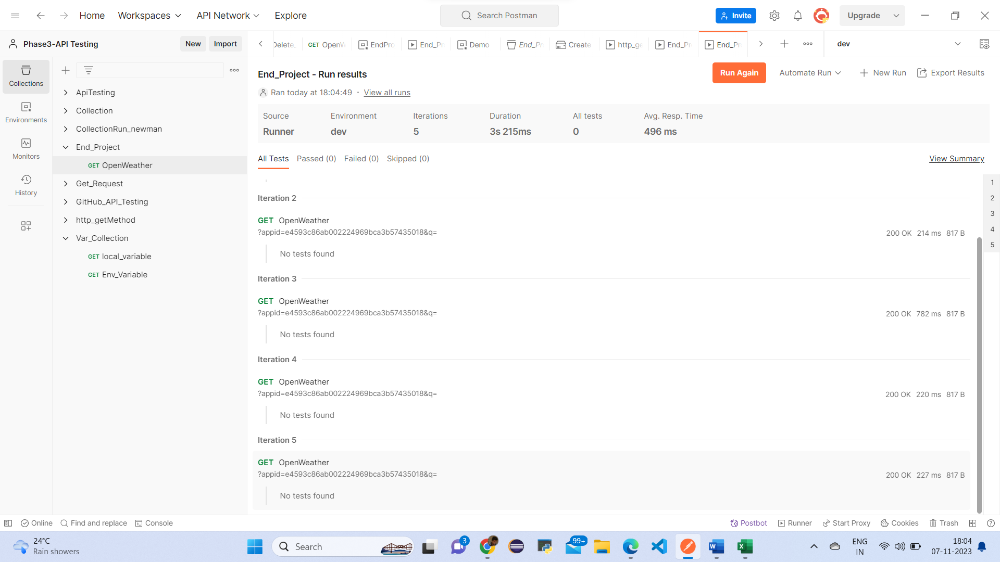 Home Workspaces API Network Explore Search Postman Invite Upgrade
Phase3-API Testing New Import Delete_ GET OpenW EndPro End_Pr Demo End_Pr Create http_ge End_Pr End_Pr dev
Collections
Environments
Monitors
History
ApiTesting
Collection
CollectionRun_newman
End_Project
GET OpenWeather
Get_Request
GitHub_API_Testing
http_getMethod
Var_Collection
GET local_variable
GET Env_Variable
End_Project - Run results Run Again Automate Run New Run Export Results
Ran today at 18:04:49 · View all runs
Source Environment Iterations Duration All tests Avg. Resp. Time
Runner dev 5 3s 215ms 0 496 ms
All Tests Passed (0) Failed (0) Skipped (0) View Summary
1
2
3
4
5
Iteration 2
GET OpenWeather
?appid=e4593c86ab002224969bca3b57435018&q= 200 OK 214 ms 817 B
No tests found
Iteration 3
GET OpenWeather
?appid=e4593c86ab002224969bca3b57435018&q= 200 OK 782 ms 817 B
No tests found
Iteration 4
GET OpenWeather
?appid=e4593c86ab002224969bca3b57435018&q= 200 OK 220 ms 817 B
No tests found
Iteration 5
GET OpenWeather
?appid=e4593c86ab002224969bca3b57435018&q= 200 OK 227 ms 817 B
No tests found
Online Find and replace Console Postbot Runner Start Proxy Cookies Trash
24°C
Rain showers
Search
3
99+
ENG
IN
18:04
07-11-2023